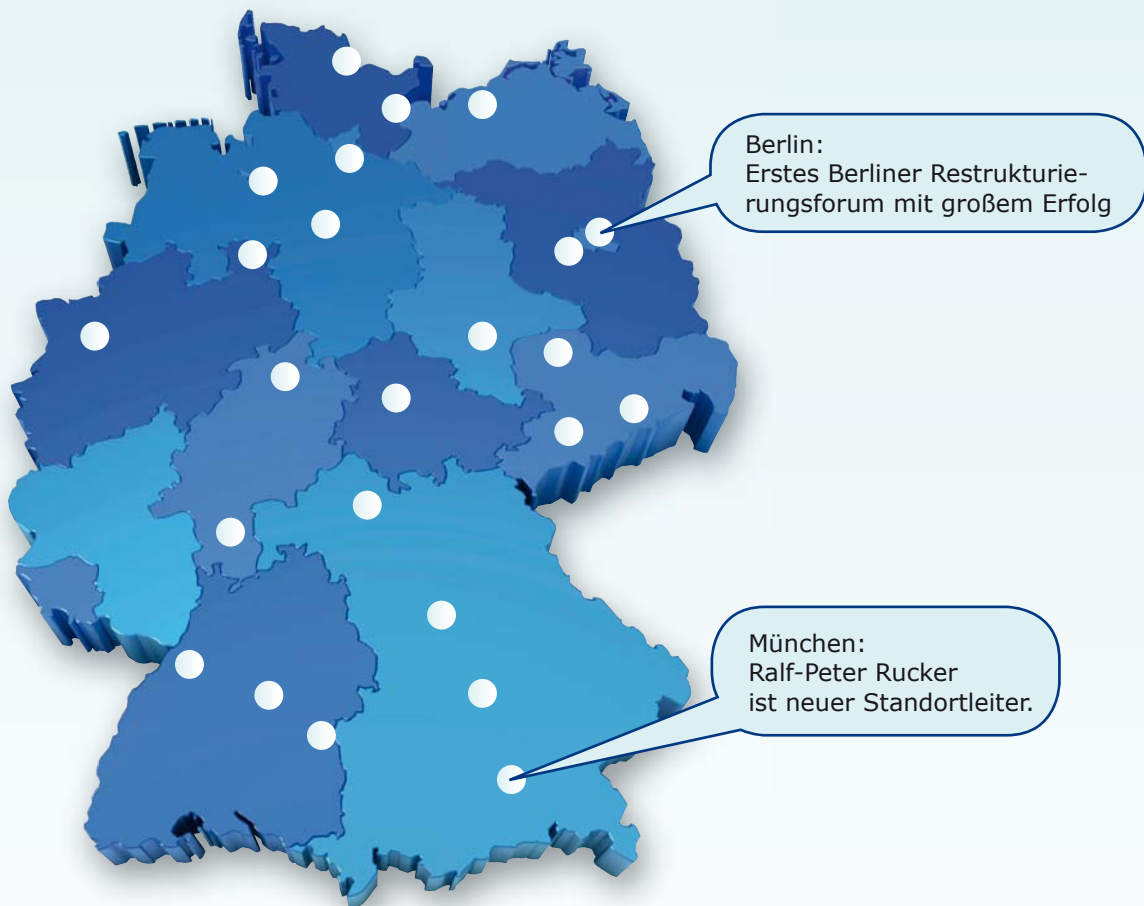 Berlin:
Erstes Berliner Restrukturie-
rungsforum mit großem Erfolg
München:
Ralf-Peter Rucker
ist neuer Standortleiter.